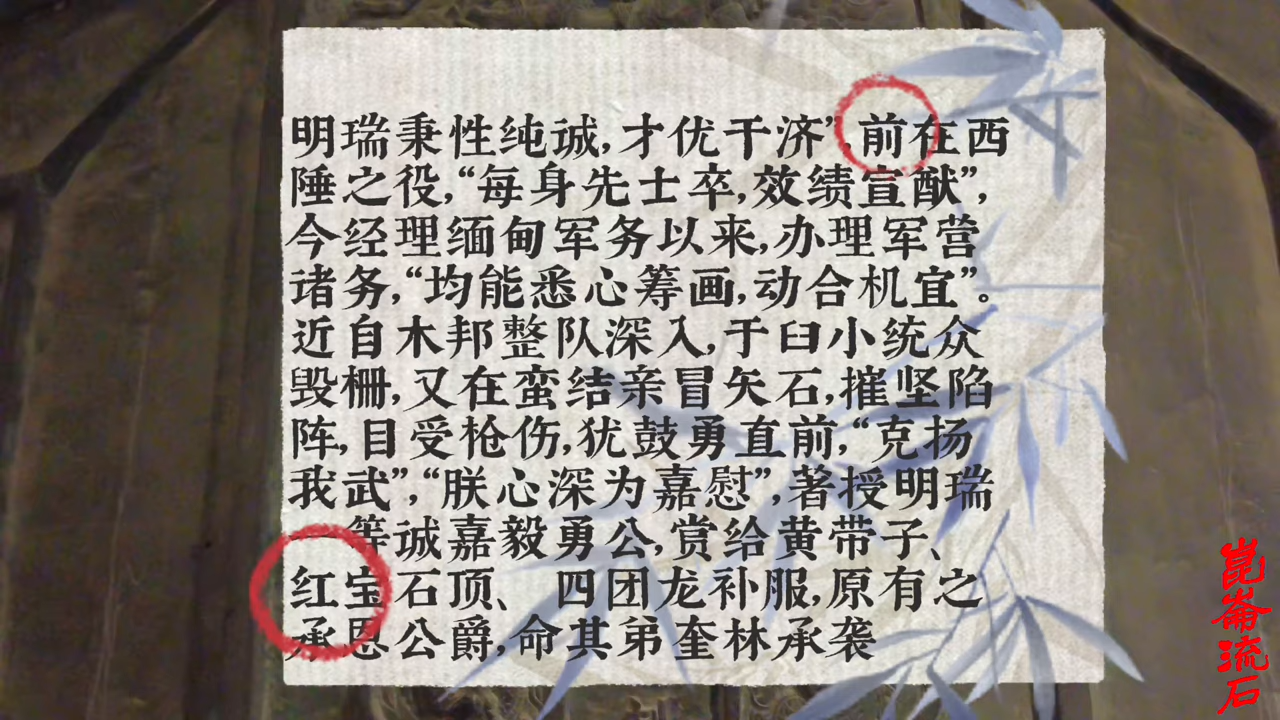 明瑞秉性纯诚,才优干济”,前在西
陲之役,“每身先士卒,效绩宣猷”,
今经理缅甸军务以来,办理军营
诸务,“均能悉心筹画,动合机宜”。
近自木邦整队深入,于臼小统众
毁栅,又在蛮结亲冒矢石,摧坚陷
阵,目受枪伤,犹鼓勇直前,“克扬
我武”,“朕心深为嘉慰”,著授明瑞
等诚嘉毅勇公,赏给黄带子、
红宝石顶、 四团龙补服,原有之
承恩公爵,命其弟奎林承袭
崑崙流石